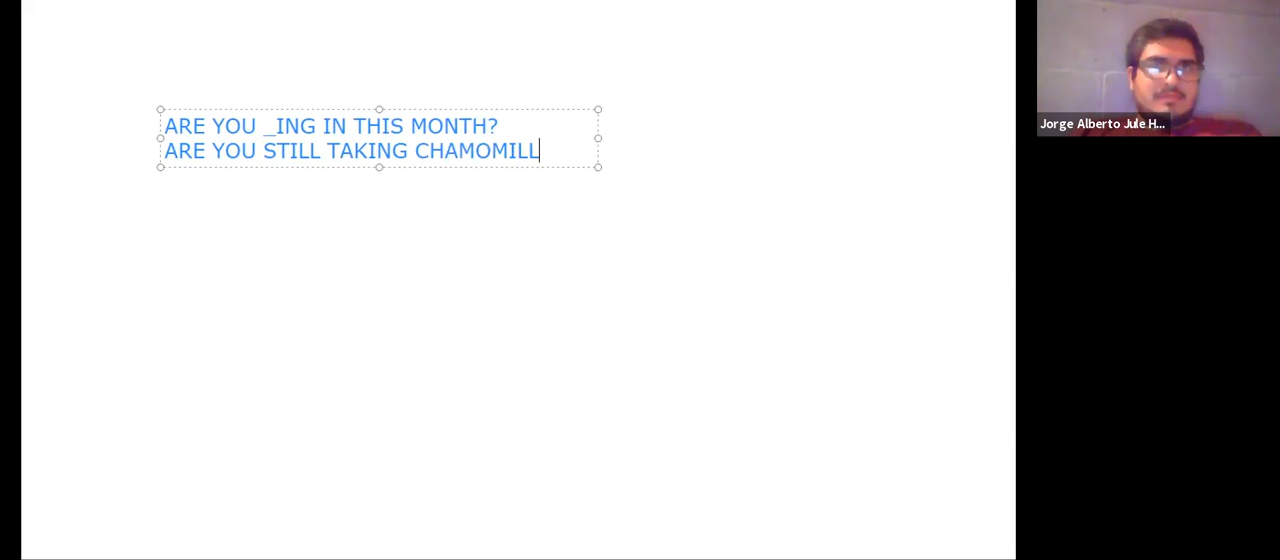 ARE YOU _ING IN THIS MONTH?
ARE YOU STILL TAKING CHAMOMILL
Jorge Alberto Jule H...